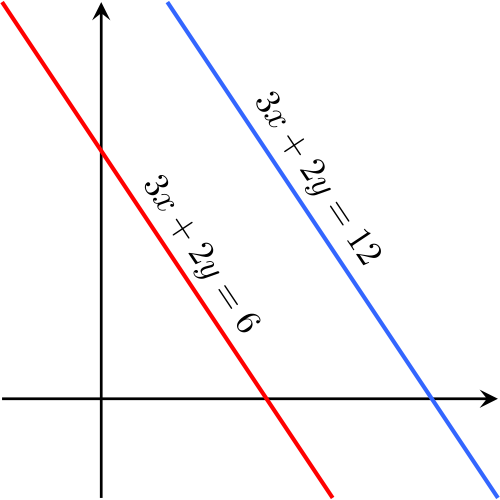 3x + 2y = 12
3x + 2y = 6